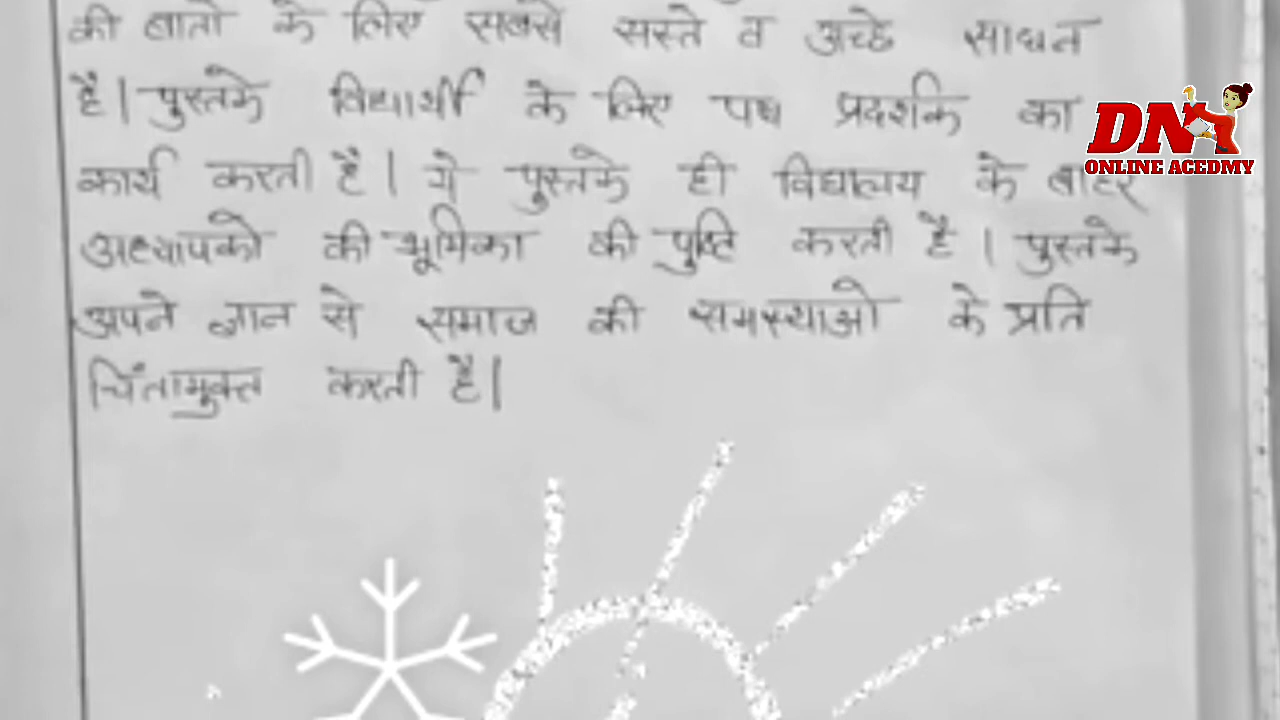 की बातो के लिए सबसे सस्ते व अच्छे साधन
है। पुस्तके विद्यार्थी के लिए पथ प्रदर्शक का
कार्य करती है। ये पुस्तके ही विद्यालय के बाहर
अध्यापको की भूमिका की पुष्टि करती है। पुस्तके
अपने ज्ञान से समाज की समस्याओ के प्रति
चिंतामुक्त करती है।
DN
ONLINE ACEDMY